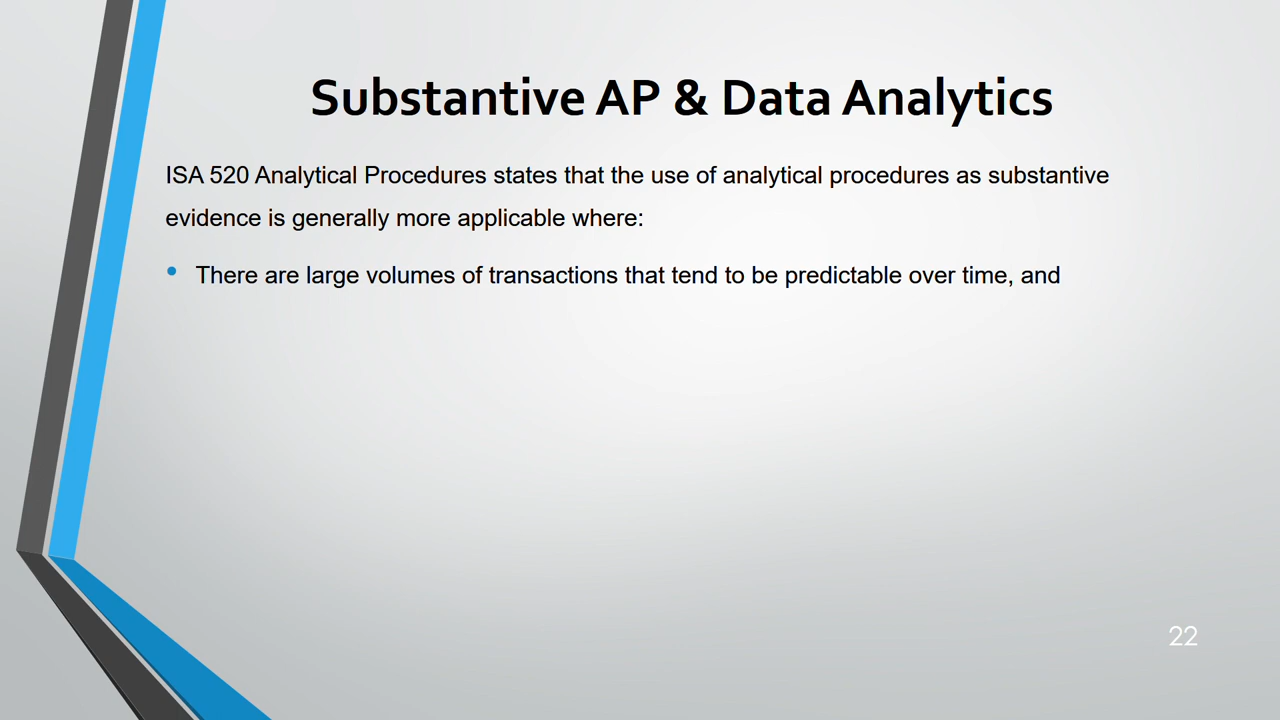 Substantive AP & Data Analytics
ISA 520 Analytical Procedures states that the use of analytical procedures as substantive
evidence is generally more applicable where:
• There are large volumes of transactions that tend to be predictable over time, and
22